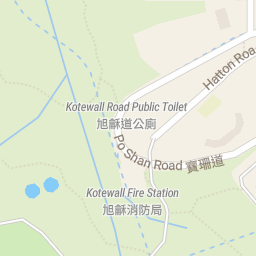 Hatton Roa
Kotewall Road Public Toilet
旭龢道公廁
Po Shan Road 寶珊道
Kotewall Fire Station
旭龢消防局